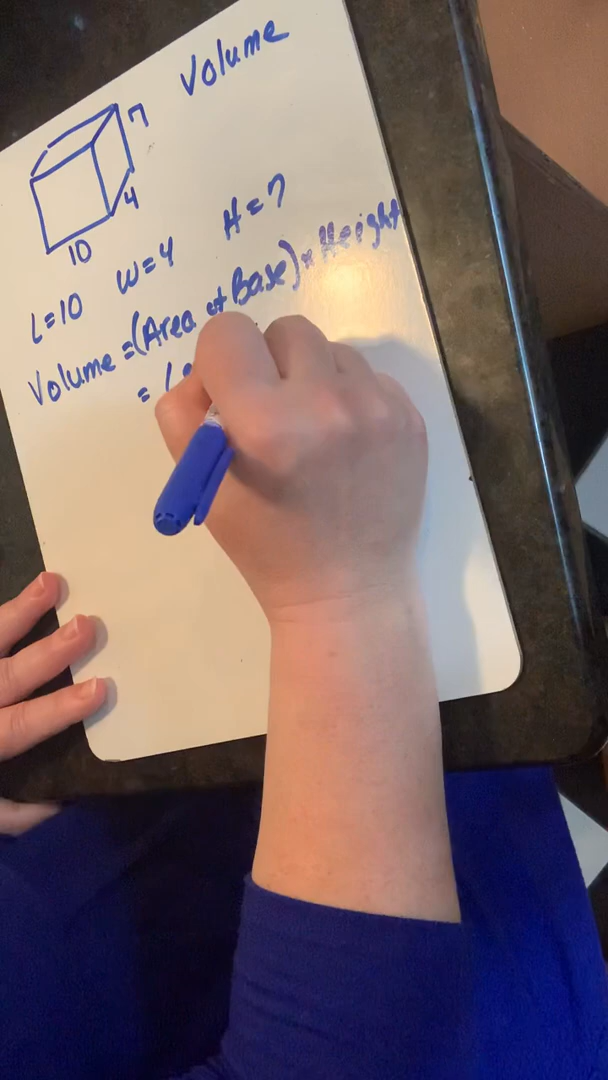 Volume
7
4
10
L=10 W=4 H=7
Volume =(Area of Base)×Height
= (